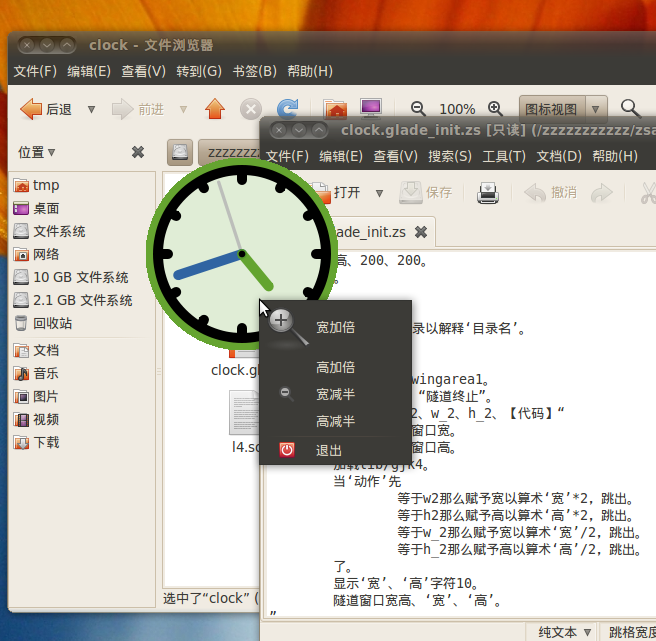 clock - 文件浏览器
文件(F) 编辑(E) 查看(V) 转到(G) 书签(B) 帮助(H)
后退 前进 100% 图标视图
位置
zzzzzzz
tmp
桌面
文件系统
网络
10 GB 文件系统
2.1 GB 文件系统
回收站
文档
音乐
图片
视频
下载
clock.gl
l4.so
选中了“clock” (
clock.glade_init.zs [只读] (/zzzzzzzzzzz/zsa
文件(F) 编辑(E) 查看(V) 搜索(S) 工具(T) 文档(D) 帮助(H)
打开 保存 撤消
ade_init.zs
高、200、200。
。
录以解释‘目录名’。
wingarea1。
“隧道终止”。
2、w_2、h_2、【代码】“
窗口宽。
窗口高。
加载lib/gjk4。
当‘动作’先
等于w2那么赋予宽以算术‘宽’*2，跳出。
等于h2那么赋予高以算术‘高’*2，跳出。
等于w_2那么赋予宽以算术‘宽’/2，跳出。
等于h_2那么赋予高以算术‘高’/2，跳出。
了。
显示‘宽’、‘高’字符10。
隧道窗口宽高、‘宽’、‘高’。
”
纯文本 跳格宽度
宽加倍
高加倍
宽减半
高减半
退出